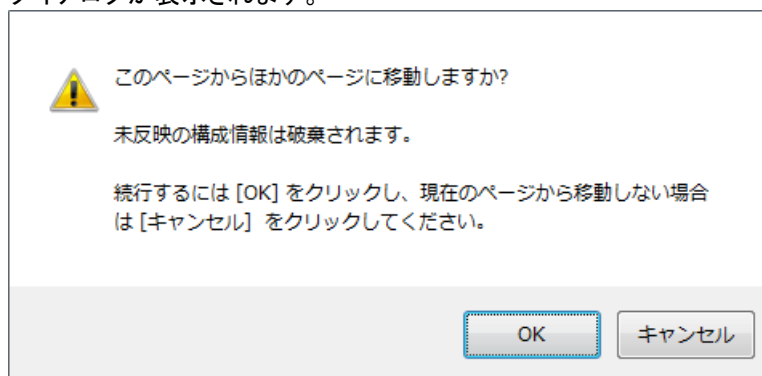 ダイアログが表示されます。
このページからほかのページに移動しますか?
未反映の構成情報は破棄されます。
続行するには [OK] をクリックし、現在のページから移動しない場合
は [キャンセル] をクリックしてください。
OK
キャンセル